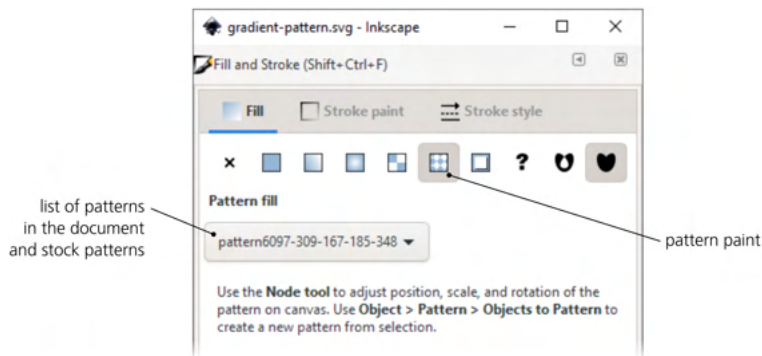 gradient-pattern.svg - Inkscape
Fill and Stroke (Shift+Ctrl+F)
Fill Stroke paint Stroke style
?
Pattern fill
list of patterns
in the document
and stock patterns
pattern6097-309-167-185-348
pattern paint
Use the Node tool to adjust position, scale, and rotation of the
pattern on canvas. Use Object > Pattern > Objects to Pattern to
create a new pattern from selection.